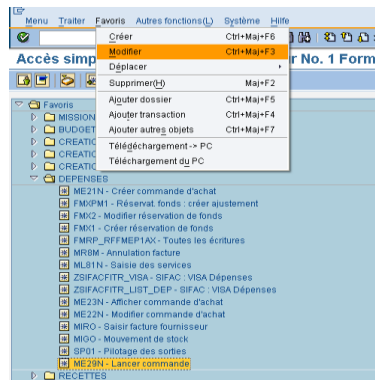 Menu Traiter Favoris Autres fonctions(L) Système Hilfe
Créer Ctrl+Maj+F6
Modifier Ctrl+Maj+F3
Déplacer
Supprimer(H) Maj+F2
Ajouter dossier Ctrl+Maj+F5
Ajouter transaction Ctrl+Maj+F4
Ajouter autres objets Ctrl+Maj+F7
Télédéchargement -> PC
Téléchargement du PC
Accès simp r No. 1 Form
Favoris
MISSION
BUDGET
CREATIO
CREATIO
CREATIO
DEPENSES
ME21N - Créer commande d'achat
FMXPM1 - Réservat. fonds : créer ajustement
FMX2 - Modifier réservation de fonds
FMX1 - Créer réservation de fonds
FMRP_RFFMEP1AX - Toutes les écritures
MR8M - Annulation facture
ML81N - Saisie des services
ZSIFACFITR_VISA - SIFAC : VISA Dépenses
ZSIFACFITR_LIST_DEP - SIFAC : VISA Dépenses
ME23N - Afficher commande d'achat
ME22N - Modifier commande d'achat
MIRO - Saisir facture fournisseur
MIGO - Mouvement de stock
SP01 - Pilotage des sorties
ME29N - Lancer commande
RECETTES